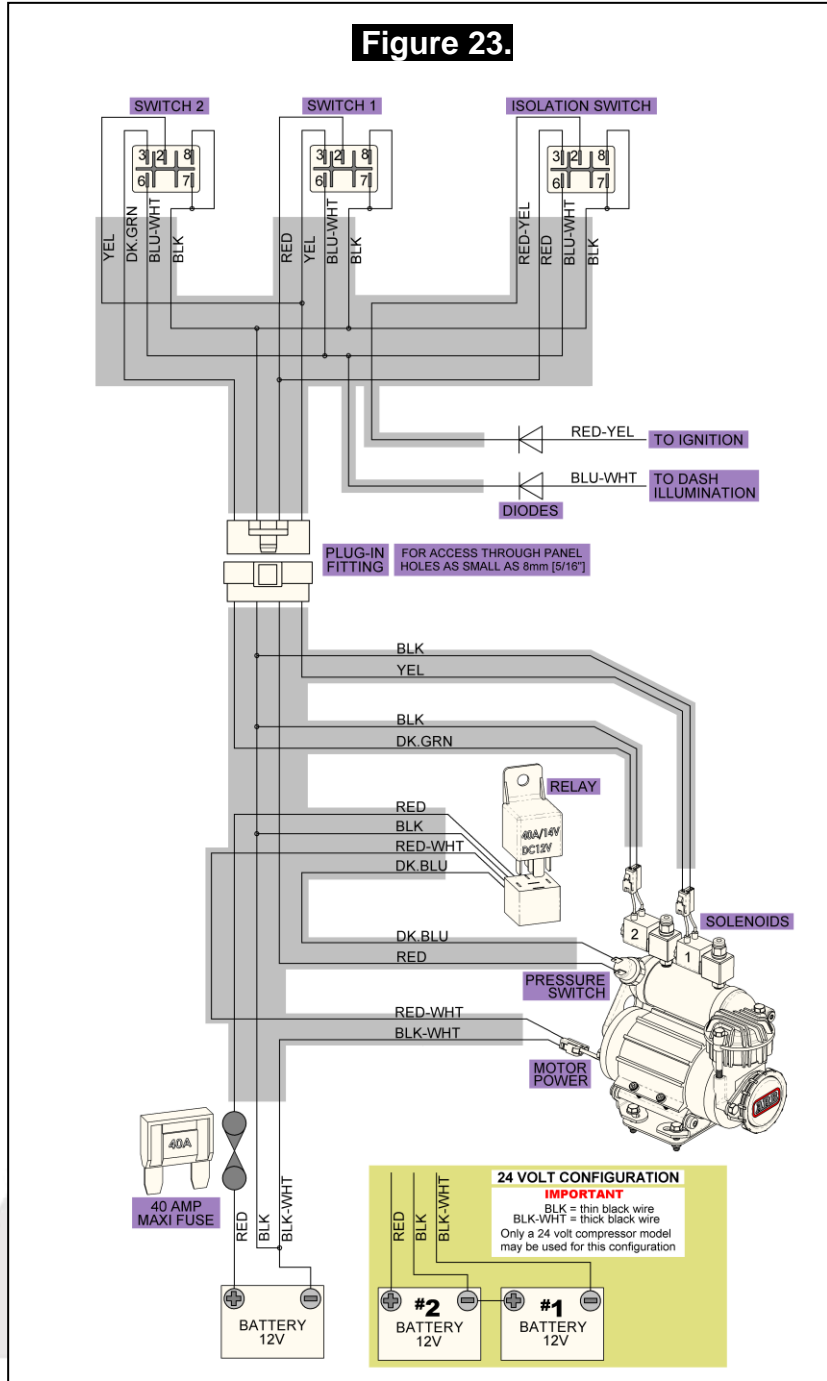 Figure 23.
SWITCH 2
SWITCH 1
ISOLATION SWITCH
3 2 8
6 7
3 2 8
6 7
3 2 8
6 7
YEL
DK.GRN
BLU-WHT
BLK
RED
YEL
BLU-WHT
BLK
RED-YEL
RED
BLU-WHT
BLK
RED-YEL
TO IGNITION
BLU-WHT
TO DASH
ILLUMINATION
DIODES
PLUG-IN
FITTING
FOR ACCESS THROUGH PANEL
HOLES AS SMALL AS 8mm [5/16"]
BLK
YEL
BLK
DK.GRN
RELAY
40A/14V
DC12V
RED
BLK
RED-WHT
DK.BLU
2
1
SOLENOIDS
DK.BLU
RED
PRESSURE
SWITCH
RED-WHT
BLK-WHT
MOTOR
POWER
40A
40 AMP
MAXI FUSE
RED
BLK
BLK-WHT
BATTERY
12V
24 VOLT CONFIGURATION
IMPORTANT
BLK = thin black wire
BLK-WHT = thick black wire
Only a 24 volt compressor model
may be used for this configuration
RED
BLK
BLK-WHT
#2
BATTERY
12V
#1
BATTERY
12V